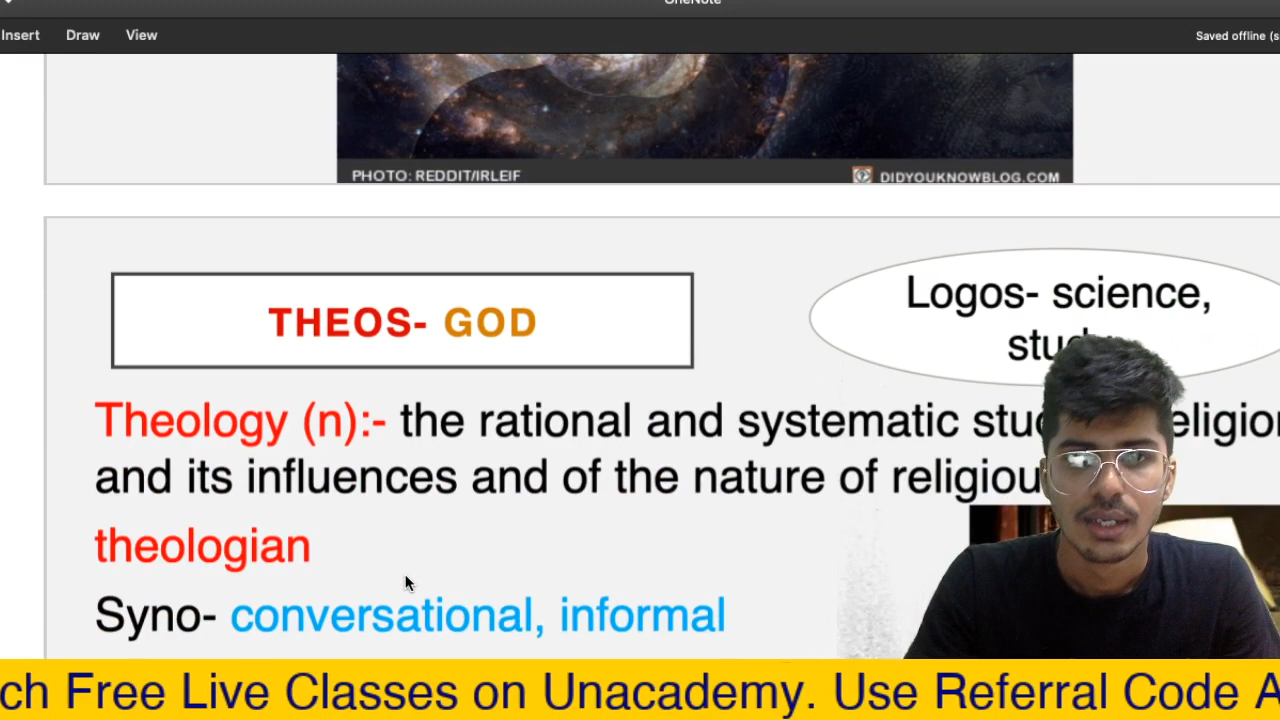 OneNote
Insert Draw View Saved offline (s
PHOTO: REDDIT/IRLEIF DIDYOUKNOWBLOG.COM
THEOS- GOD
Logos- science,
Theology (n):- the rational and systematic
and its influences and of the nature of
theologian
Syno- conversational, informal
ch Free Live Classes on Unacademy. Use Referral Code A